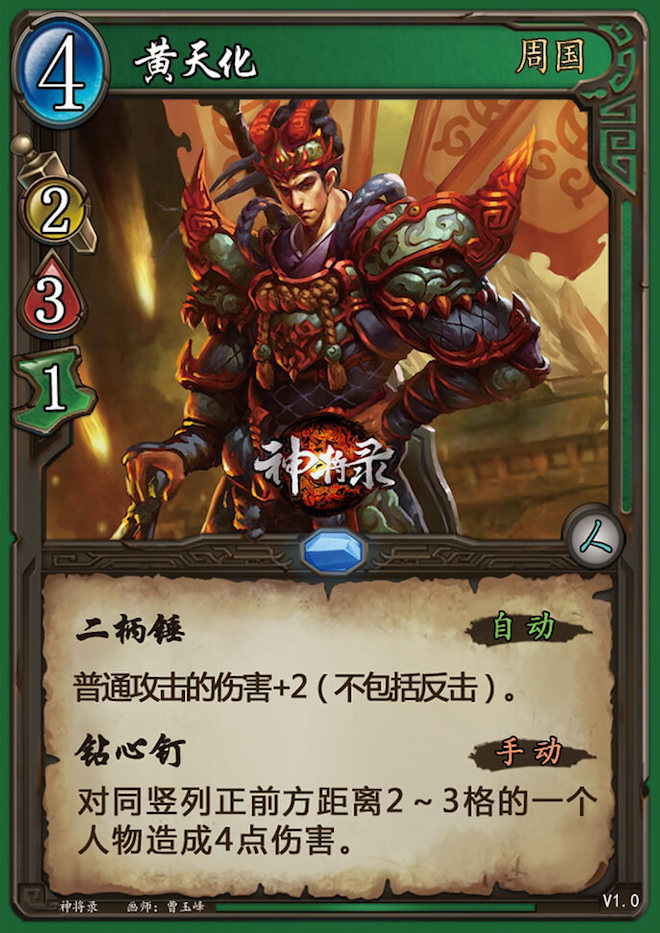 4
黄天化
周国
2
3
1
神将录
人
二柄锤
自动
普通攻击的伤害+2（不包括反击）。
钻心钉
手动
对同竖列正前方距离2～3格的一个
人物造成4点伤害。
神将录 画师：曹玉峰
V1.0